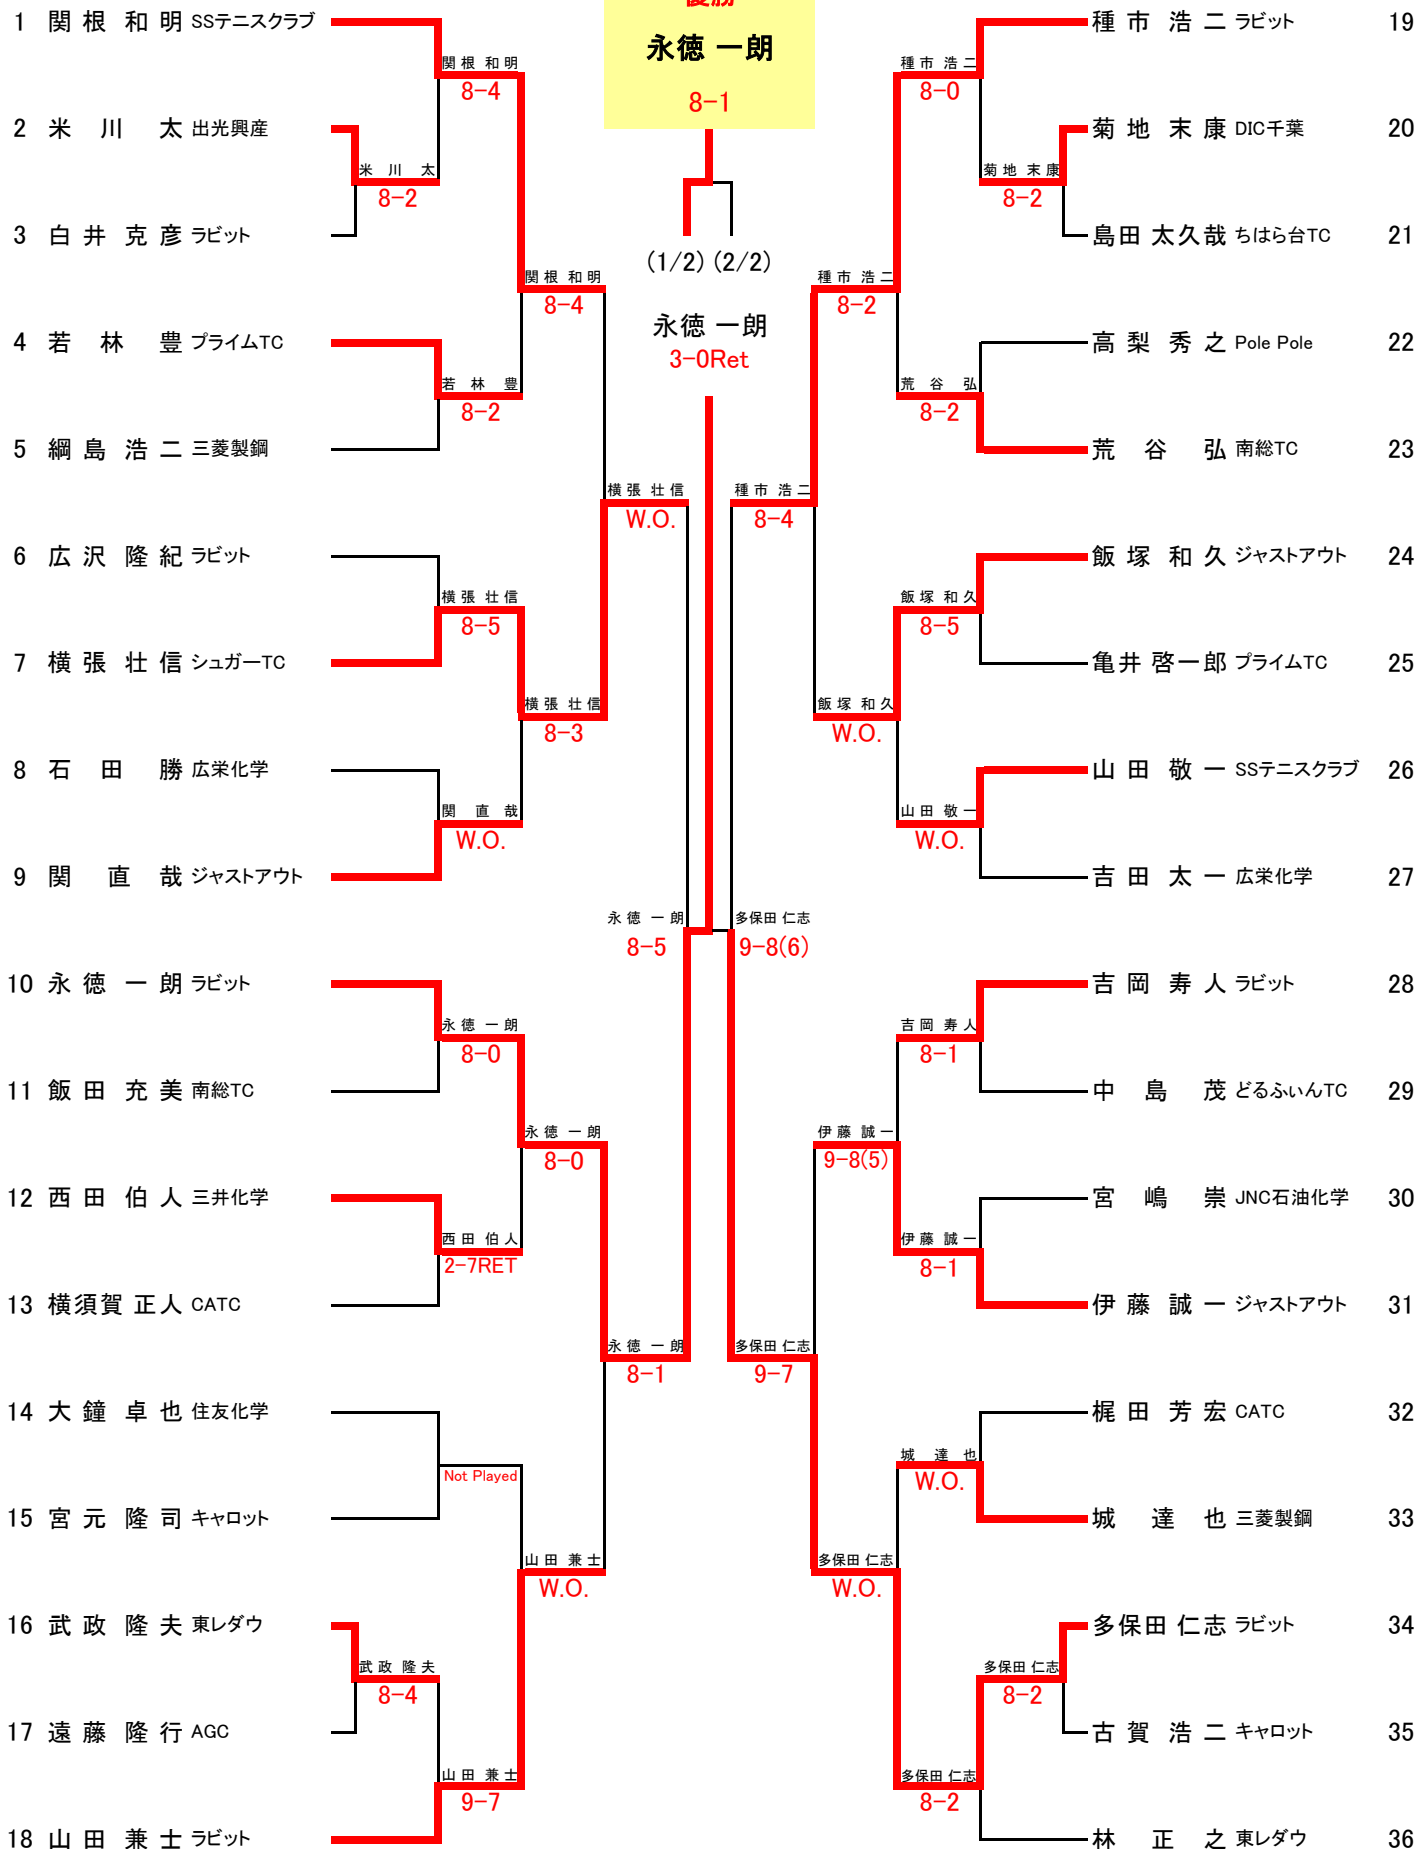 優勝
永徳 一朗
8-1
(1/2) (2/2)
永徳 一朗
3-0Ret
1 関根 和明 SSテニスクラブ
関根 和明
8-4
2 米川 太 出光興産
米川 太
8-2
3 白井 克彦 ラビット
関根 和明
8-4
4 若林 豊 プライムTC
若林 豊
8-2
5 綱島 浩二 三菱製鋼
横張 壮信
W.O.
6 広沢 隆紀 ラビット
横張 壮信
8-5
7 横張 壮信 シュガーTC
横張 壮信
8-3
8 石田 勝 広栄化学
関 直哉
W.O.
9 関 直哉 ジャストアウト
永徳 一朗
8-5
10 永徳 一朗 ラビット
永徳 一朗
8-0
11 飯田 充美 南総TC
永徳 一朗
8-0
12 西田 伯人 三井化学
西田 伯人
2-7RET
13 横須賀 正人 CATC
永徳 一朗
8-1
14 大鐘 卓也 住友化学
Not Played
15 宮元 隆司 キャロット
山田 兼士
W.O.
16 武政 隆夫 東レダウ
武政 隆夫
8-4
17 遠藤 隆行 AGC
山田 兼士
9-7
18 山田 兼士 ラビット
種市 浩二 ラビット 19
種市 浩二
8-0
菊地 末康 DIC千葉 20
菊地 末康
8-2
島田 太久哉 ちはら台TC 21
種市 浩二
8-2
高梨 秀之 Pole Pole 22
荒谷 弘
8-2
荒谷 弘 南総TC 23
種市 浩二
8-4
飯塚 和久 ジャストアウト 24
飯塚 和久
8-5
亀井 啓一郎 プライムTC 25
飯塚 和久
W.O.
山田 敬一 SSテニスクラブ 26
山田 敬一
W.O.
吉田 太一 広栄化学 27
多保田 仁志
9-8(6)
吉岡 寿人 ラビット 28
吉岡 寿人
8-1
中島 茂 どるふぃんTC 29
伊藤 誠一
9-8(5)
宮嶋 崇 JNC石油化学 30
伊藤 誠一
8-1
伊藤 誠一 ジャストアウト 31
多保田 仁志
9-7
梶田 芳宏 CATC 32
城 達也
W.O.
城 達也 三菱製鋼 33
多保田 仁志
W.O.
多保田 仁志 ラビット 34
多保田 仁志
8-2
古賀 浩二 キャロット 35
多保田 仁志
8-2
林 正之 東レダウ 36